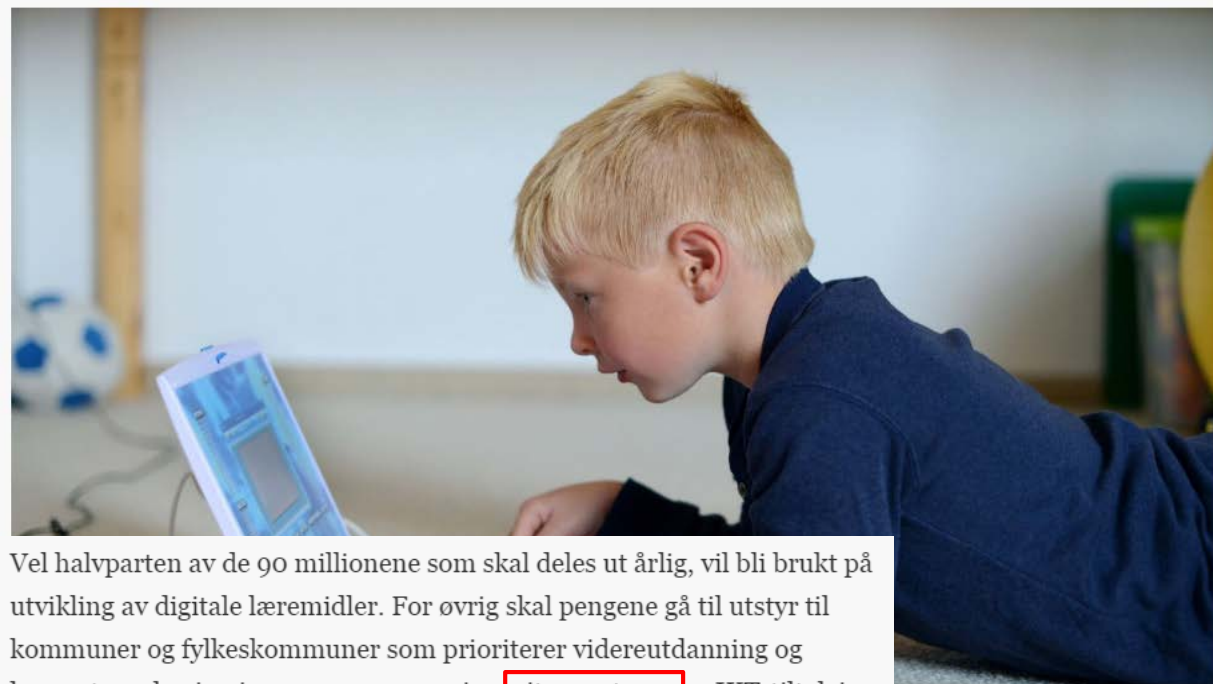 Vel halvparten av de 90 millionene som skal deles ut årlig, vil bli brukt på
utvikling av digitale læremidler. For øvrig skal pengene gå til utstyr til
kommuner og fylkeskommuner som prioriterer videreutdanning og